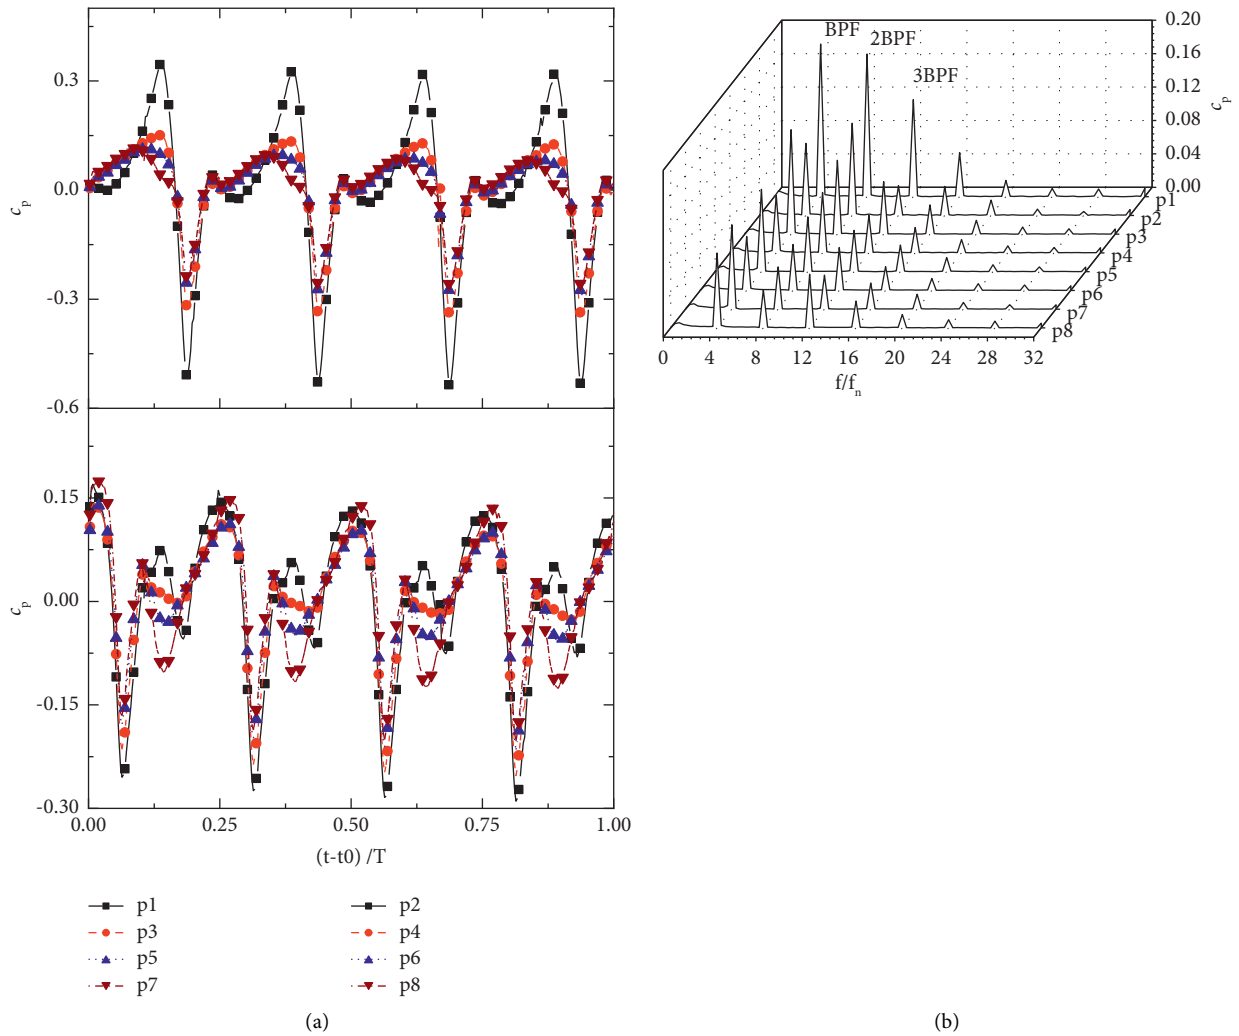 0.3
0.0
-0.3
-0.6
c_p
0.15
0.00
-0.15
-0.30
c_p
0.00 0.25 0.50 0.75 1.00
(t-t0) /T
p1 p2
p3 p4
p5 p6
p7 p8
(a)
BPF
2BPF
3BPF
0.20
0.16
0.12
0.08
0.04
0.00
c_p
p1
p2
p3
p4
p5
p6
p7
p8
0 4 8 12 16 20 24 28 32
f/f_n
(b)